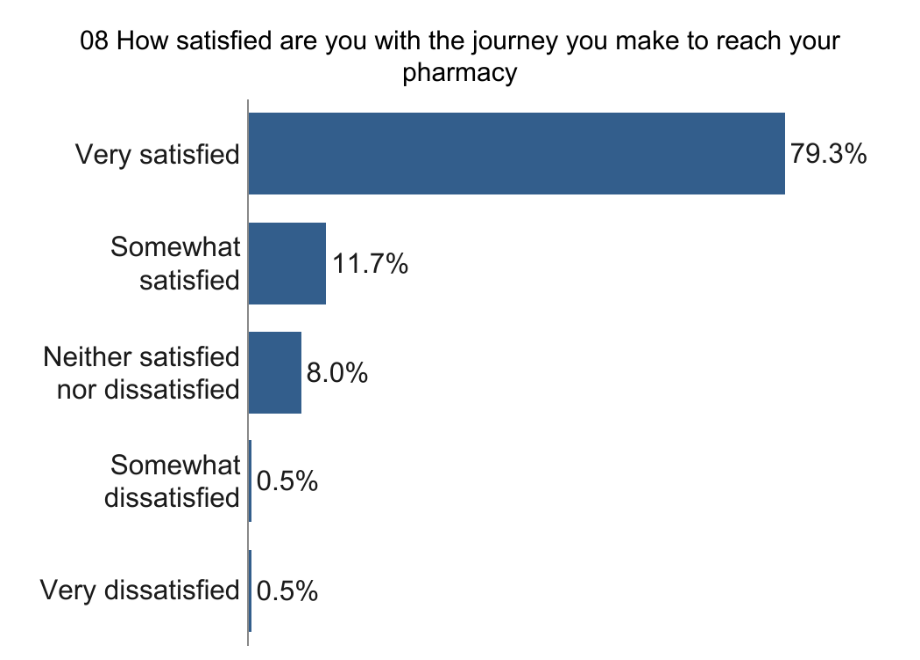 08 How satisfied are you with the journey you make to reach your
pharmacy
Very satisfied
79.3%
Somewhat
satisfied
11.7%
Neither satisfied
nor dissatisfied
8.0%
Somewhat
dissatisfied
0.5%
Very dissatisfied
0.5%